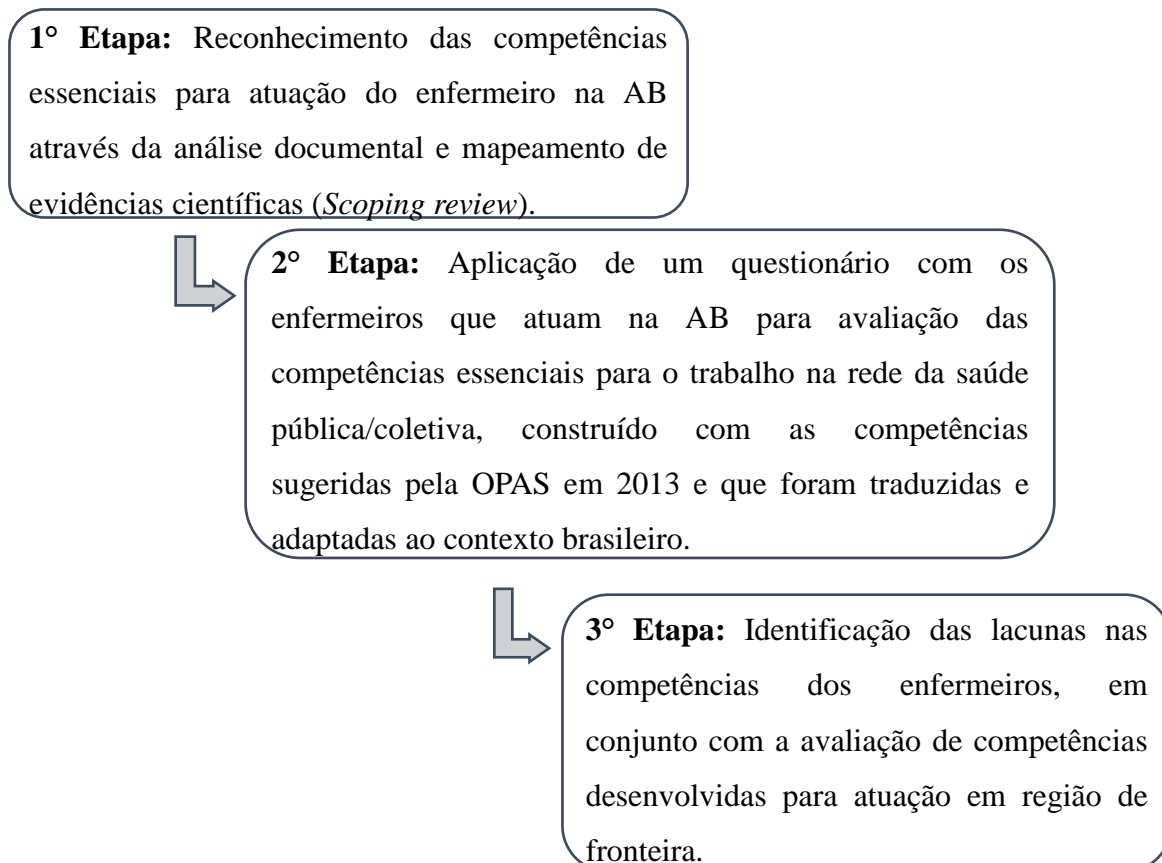 1° Etapa: Reconhecimento das competências
essenciais para atuação do enfermeiro na AB
através da análise documental e mapeamento de
evidências científicas (Scoping review).
2° Etapa: Aplicação de um questionário com os
enfermeiros que atuam na AB para avaliação das
competências essenciais para o trabalho na rede da saúde
pública/coletiva, construído com as competências
sugeridas pela OPAS em 2013 e que foram traduzidas e
adaptadas ao contexto brasileiro.
3° Etapa: Identificação das lacunas nas
competências dos enfermeiros, em
conjunto com a avaliação de competências
desenvolvidas para atuação em região de
fronteira.